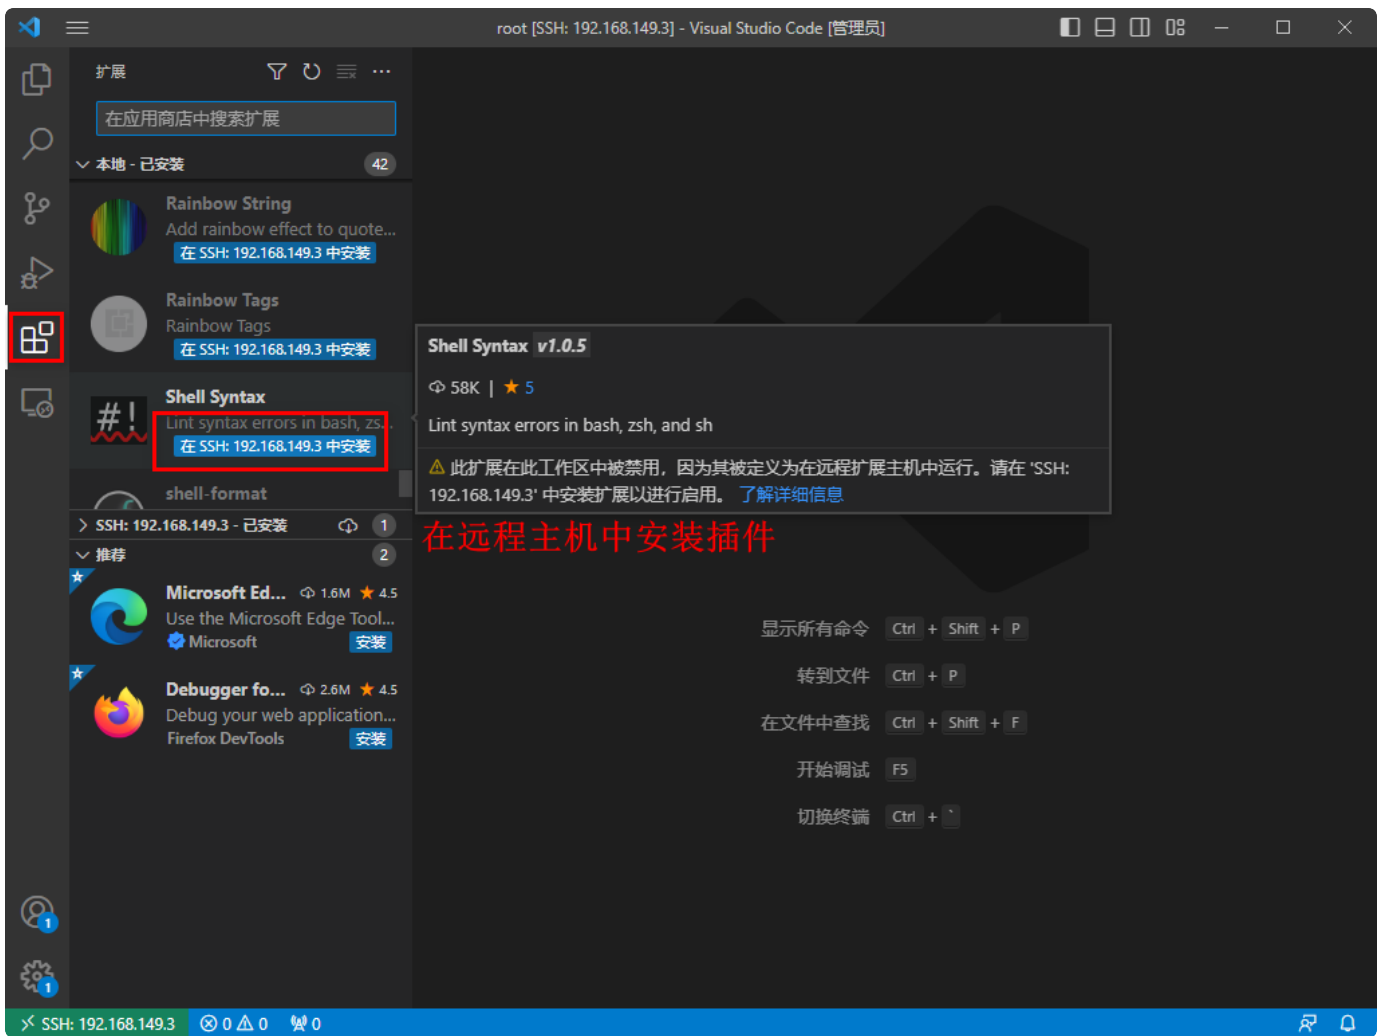 root [SSH: 192.168.149.3] - Visual Studio Code [管理员]
扩展
在应用商店中搜索扩展
本地 - 已安装 42
Rainbow String
Add rainbow effect to quote...
在 SSH: 192.168.149.3 中安装
Rainbow Tags
Rainbow Tags
在 SSH: 192.168.149.3 中安装
Shell Syntax
#!
Lint syntax errors in bash, zs...
在 SSH: 192.168.149.3 中安装
shell-format
Shell Syntax v1.0.5
58K | ★ 5
Lint syntax errors in bash, zsh, and sh
此扩展在此工作区中被禁用，因为其被定义为在远程扩展主机中运行。请在 'SSH:
192.168.149.3' 中安装扩展以进行启用。 了解详细信息
在远程主机中安装插件
SSH: 192.168.149.3 - 已安装 1
推荐 2
Microsoft Ed... 1.6M ★ 4.5
Use the Microsoft Edge Tool...
Microsoft 安装
Debugger fo... 2.6M ★ 4.5
Debug your web application...
Firefox DevTools 安装
显示所有命令 Ctrl + Shift + P
转到文件 Ctrl + P
在文件中查找 Ctrl + Shift + F
开始调试 F5
切换终端 Ctrl + `
1
1
SSH: 192.168.149.3 0 0 0